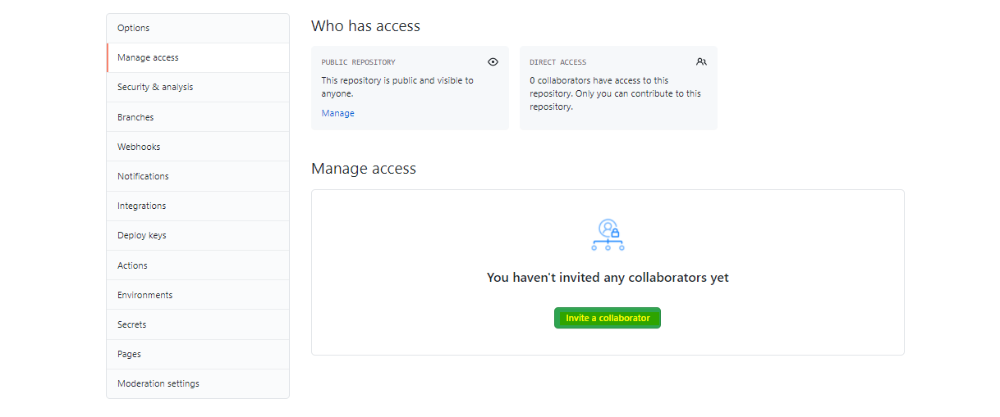 Options
Manage access
Security & analysis
Branches
Webhooks
Notifications
Integrations
Deploy keys
Actions
Environments
Secrets
Pages
Moderation settings
Who has access
PUBLIC REPOSITORY
This repository is public and visible to
anyone.
Manage
DIRECT ACCESS
0 collaborators have access to this
repository. Only you can contribute to this
repository.
Manage access
You haven't invited any collaborators yet
Invite a collaborator